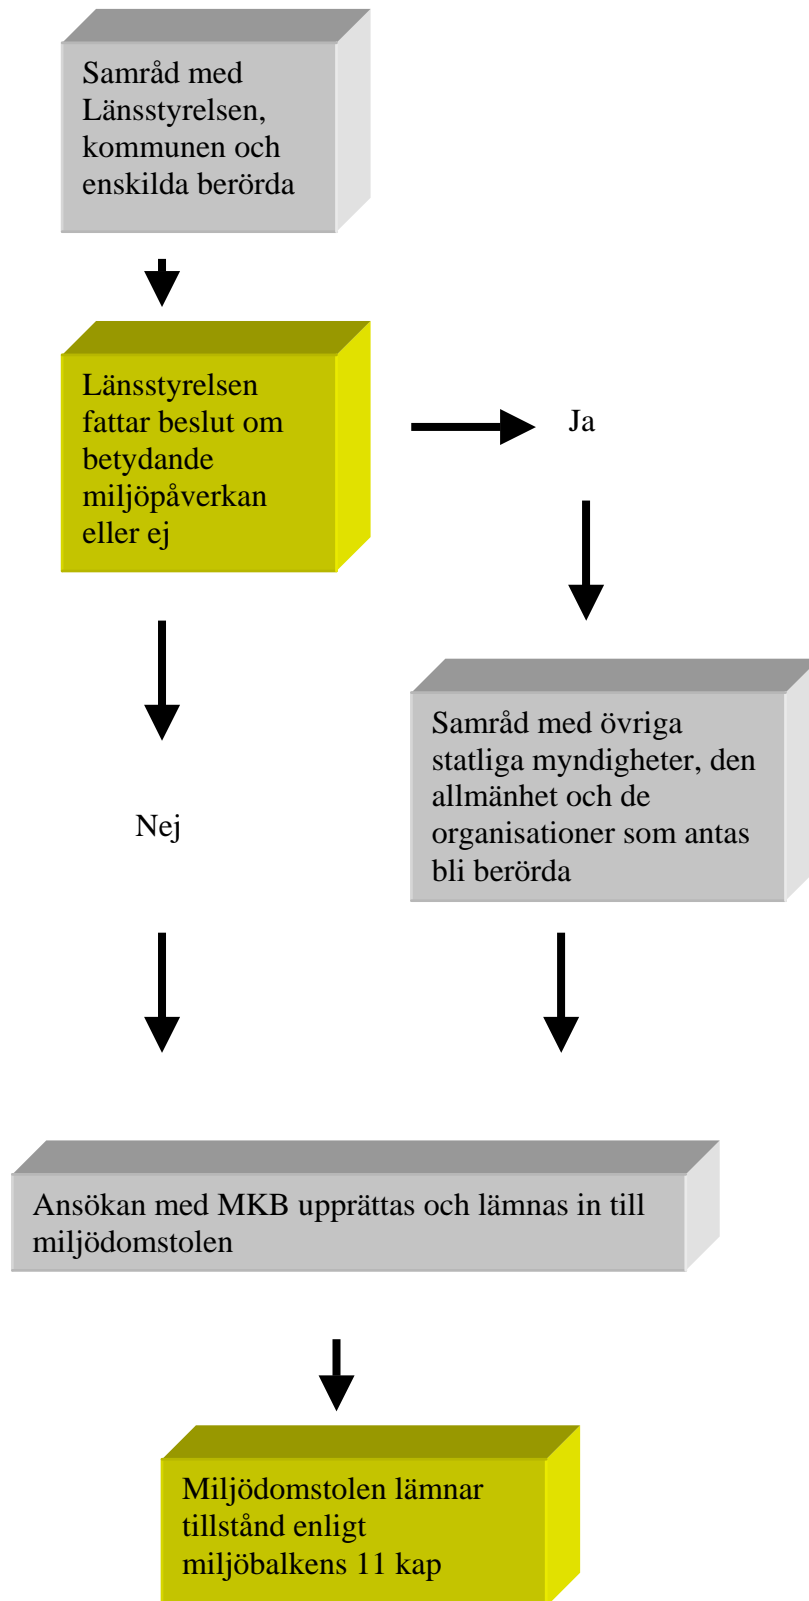 Samråd med
Länsstyrelsen,
kommunen och
enskilda berörda
Länsstyrelsen
fattar beslut om
betydande
miljöpåverkan
eller ej
Ja
Samråd med övriga
statliga myndigheter, den
allmänhet och de
organisationer som antas
bli berörda
Nej
Ansökan med MKB upprättas och lämnas in till
miljödomstolen
Miljödomstolen lämnar
tillstånd enligt
miljöbalkens 11 kap